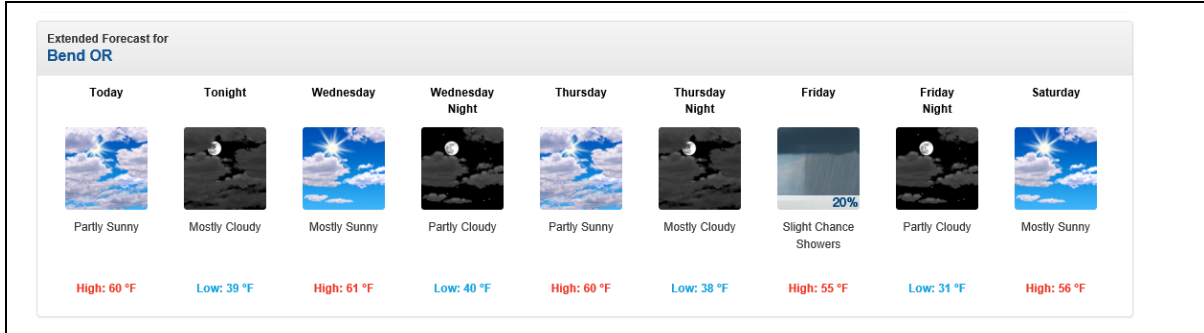 Extended Forecast for
Bend OR
Today
Tonight
Wednesday
Wednesday
Night
Thursday
Thursday
Night
Friday
Friday
Night
Saturday
20%
Partly Sunny
Mostly Cloudy
Mostly Sunny
Partly Cloudy
Partly Sunny
Mostly Cloudy
Slight Chance
Showers
Partly Cloudy
Mostly Sunny
High: 60 °F
Low: 39 °F
High: 61 °F
Low: 40 °F
High: 60 °F
Low: 38 °F
High: 55 °F
Low: 31 °F
High: 56 °F